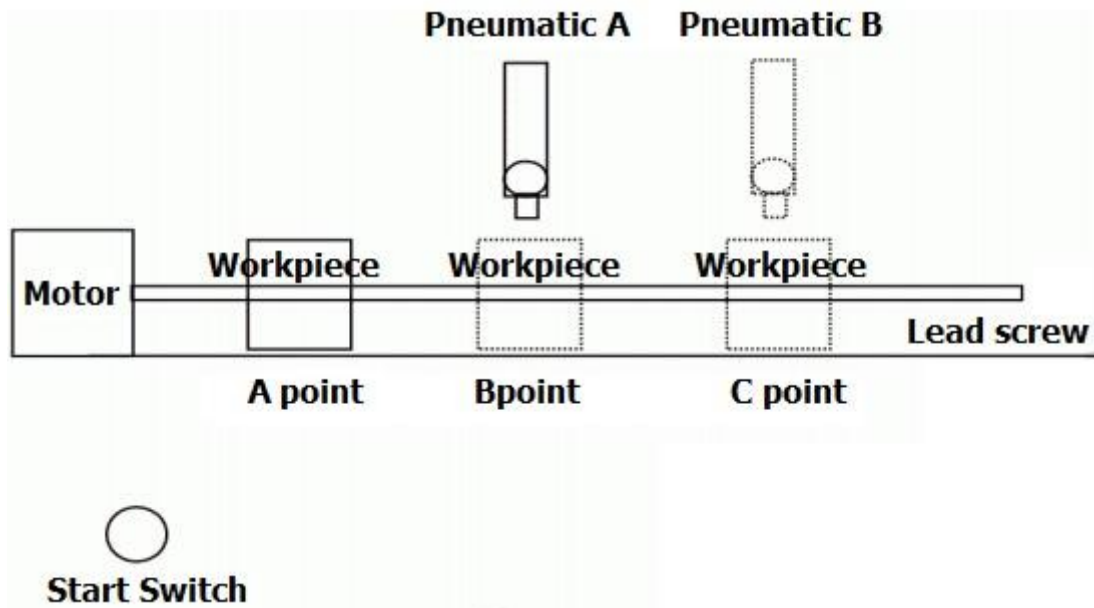 Pneumatic A
Pneumatic B
Workpiece
Workpiece
Workpiece
Motor
Lead screw
A point
Bpoint
C point
Start Switch